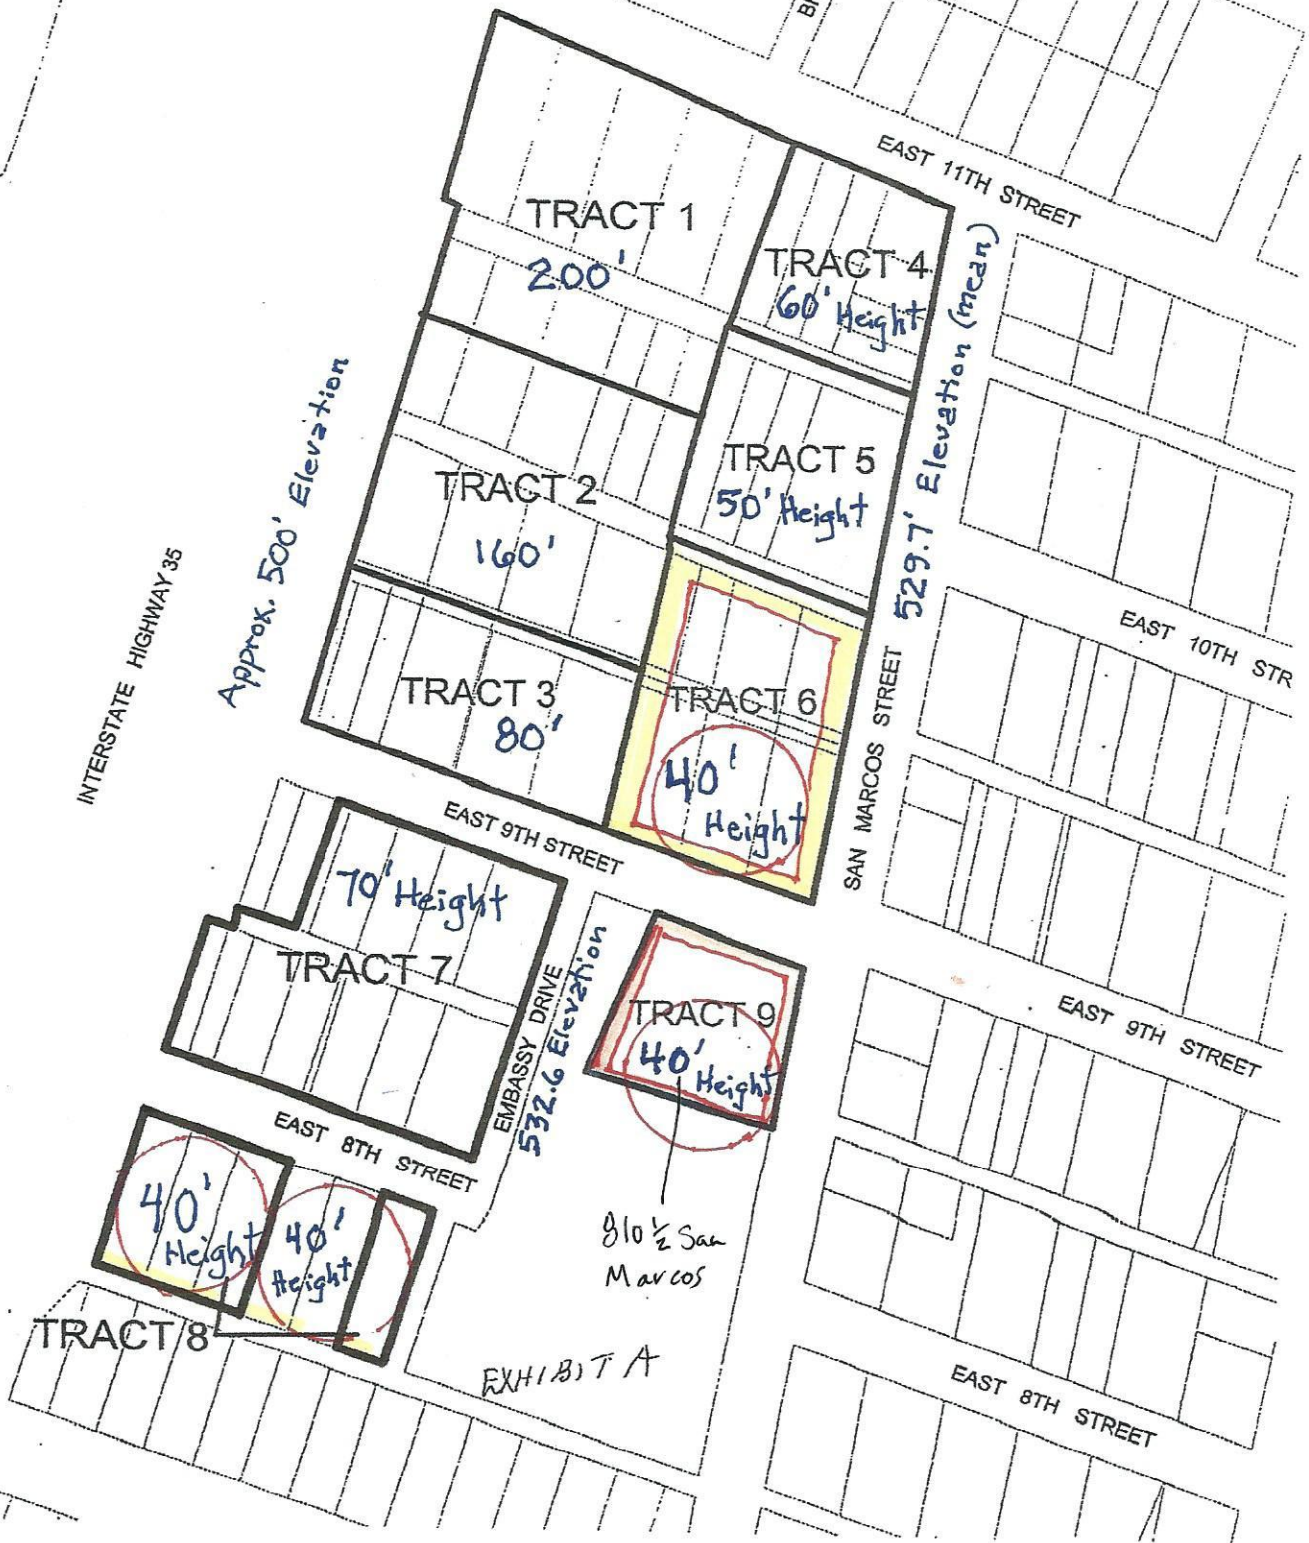 EAST 11TH STREET
TRACT 1
200'
TRACT 4
60' Height
529.7' Elevation (mean)
TRACT 5
50' Height
TRACT 2
160'
Approx. 500' Elevation
INTERSTATE HIGHWAY 35
EAST 10TH STR
TRACT 3
80'
TRACT 6
40'
Height
SAN MARCOS STREET
EAST 9TH STREET
70' Height
TRACT 7
EMBASSY DRIVE
532.6 Elevation
TRACT 9
40' Height
EAST 9TH STREET
EAST 8TH STREET
40'
Height
40'
Height
810 ½ San
Marcos
TRACT 8
EXHIBIT A
EAST 8TH STREET